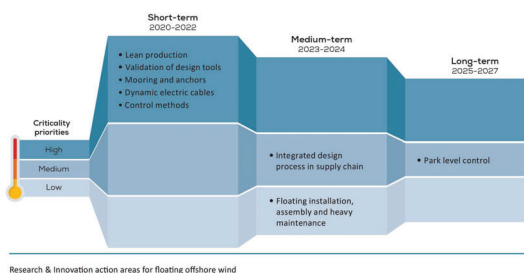 Short-term
2020-2022
Medium-term
2023-2024
Long-term
2025-2027
• Lean production
• Validation of design tools
• Mooring and anchors
• Dynamic electric cables
• Control methods
Criticality
priorities
High
Medium
Low
• Integrated design
process in supply chain
• Park level control
• Floating installation,
assembly and heavy
maintenance
Research & Innovation action areas for floating offshore wind